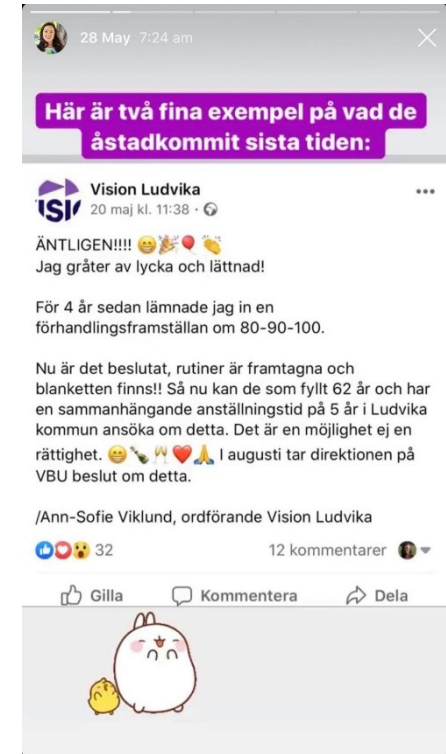 28 May 7:24 am
Här är två fina exempel på vad de
åstadkommit sista tiden:
Vision Ludvika
20 maj kl. 11:38 ·
ÄNTLIGEN!!!! 😁🎉🎈👏
Jag gråter av lycka och lättnad!
För 4 år sedan lämnade jag in en
förhandlingsframställan om 80-90-100.
Nu är det beslutat, rutiner är framtagna och
blanketten finns!! Så nu kan de som fyllt 62 år och har
en sammanhängande anställningstid på 5 år i Ludvika
kommun ansöka om detta. Det är en möjlighet ej en
rättighet. 😁🍾🥂❤️🙏 I augusti tar direktionen på
VBU beslut om detta.
/Ann-Sofie Viklund, ordförande Vision Ludvika
32
12 kommentarer
Gilla
Kommentera
Dela